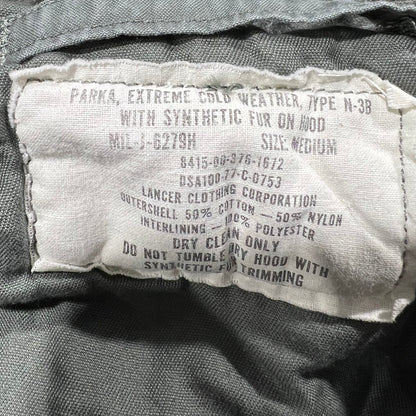 PARKA, EXTREME COLD WEATHER, TYPE N-3B
WITH SYNTHETIC FUR ON HOOD
MIL-J-6279H SIZE: MEDIUM
8415-00-376-1672
DSA100-77-C-0753
LANCER CLOTHING CORPORATION
OUTERSHELL 50% COTTON - 50% NYLON
INTERLINING - 100% POLYESTER
DRY CLEAN ONLY
DO NOT TUMBLE DRY HOOD WITH
SYNTHETIC FUR TRIMMING